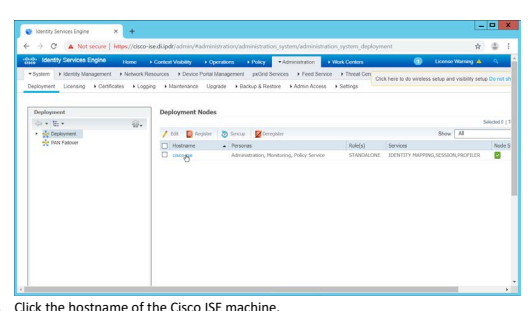 Identity Services Engine
Not secure | https://cisco-ise.di.ipdr/admin/#administration/administration_system/administration_system_deployment
cisco Identity Services Engine Home Context Visibility Operations Policy Administration Work Centers License Warning
System Identity Management Network Resources Device Portal Management pxGrid Services Feed Service Threat Cen
Click here to do wireless setup and visibility setup Do not sh
Deployment Licensing Certificates Logging Maintenance Upgrade Backup & Restore Admin Access Settings
Deployment
Deployment
PAN Failover
Deployment Nodes
Selected 0 | T
Edit Register Syncup Deregister Show All
Hostname Personas Role(s) Services Node S
Administration, Monitoring, Policy Service STANDALONE IDENTITY MAPPING,SESSION,PROFILER
Click the hostname of the Cisco ISE machine.